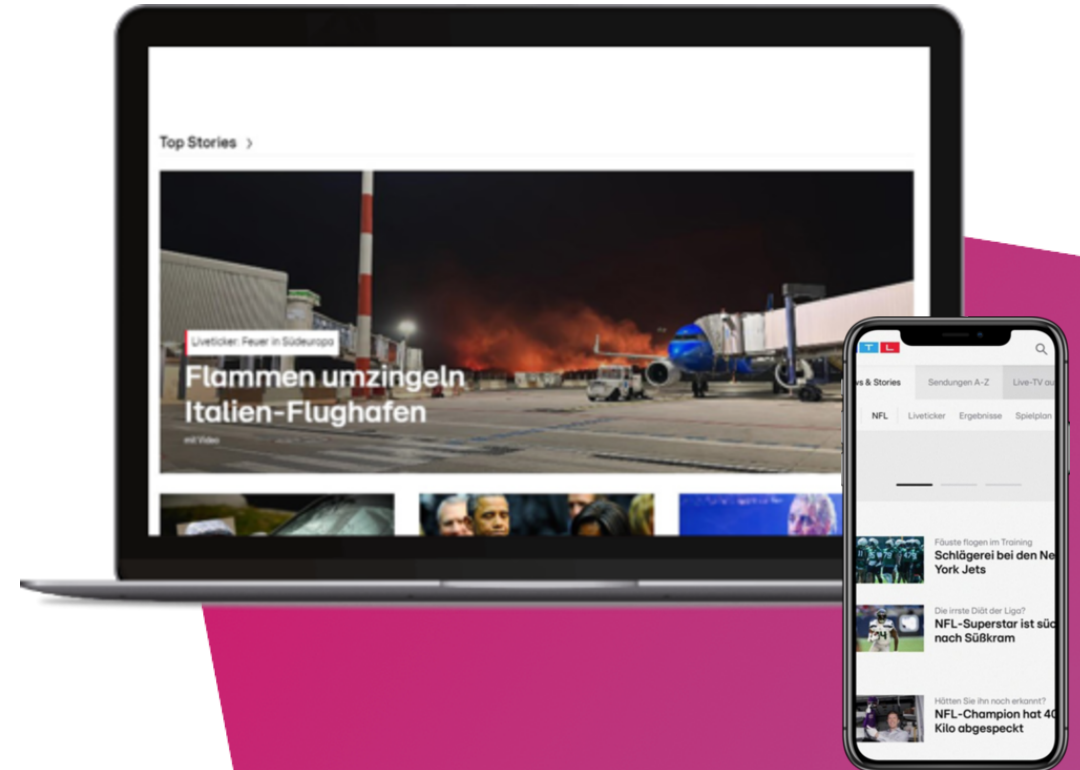 Top Stories
Liveticker: Feuer in Südeuropa
Flammen umzingeln
Italien-Flughafen
mit Video
T L
ws & Stories Sendungen A-Z Live-TV au
NFL Liveticker Ergebnisse Spielplan
Fäuste flogen im Training
Schlägerei bei den Ne
York Jets
Die irrste Diät der Liga?
NFL-Superstar ist süc
nach Süßkram
Hätten Sie ihn noch erkannt?
NFL-Champion hat 40
Kilo abgespeckt